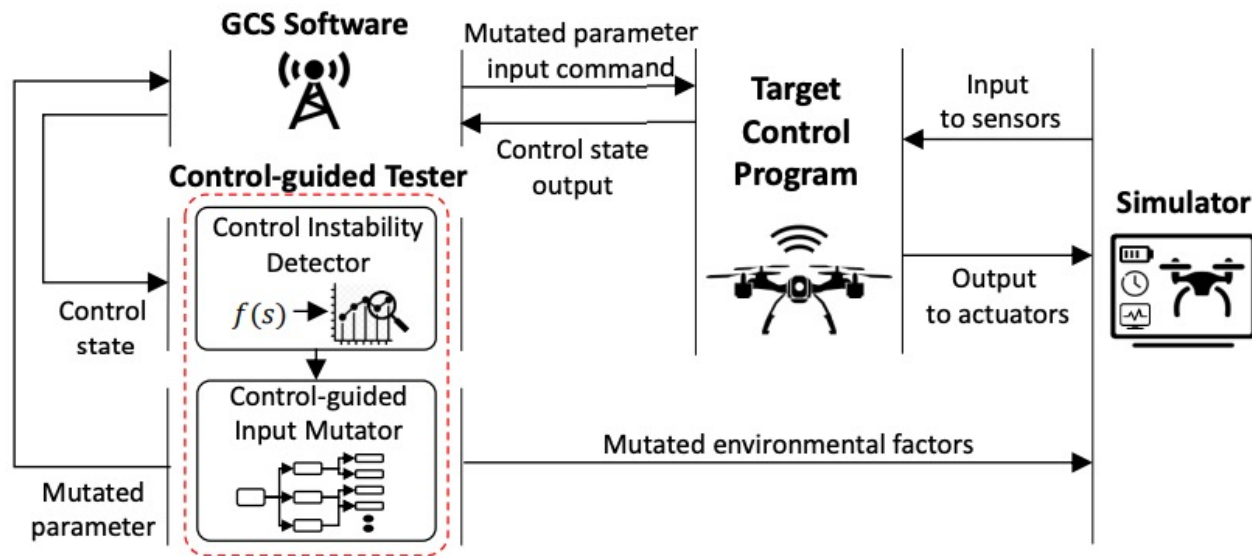 GCS Software
Mutated parameter
input command
Control state
output
Target
Control
Program
Input
to sensors
Output
to actuators
Simulator
Control-guided Tester
Control Instability
Detector
f(s)
Control
state
Control-guided
Input Mutator
Mutated
parameter
Mutated environmental factors